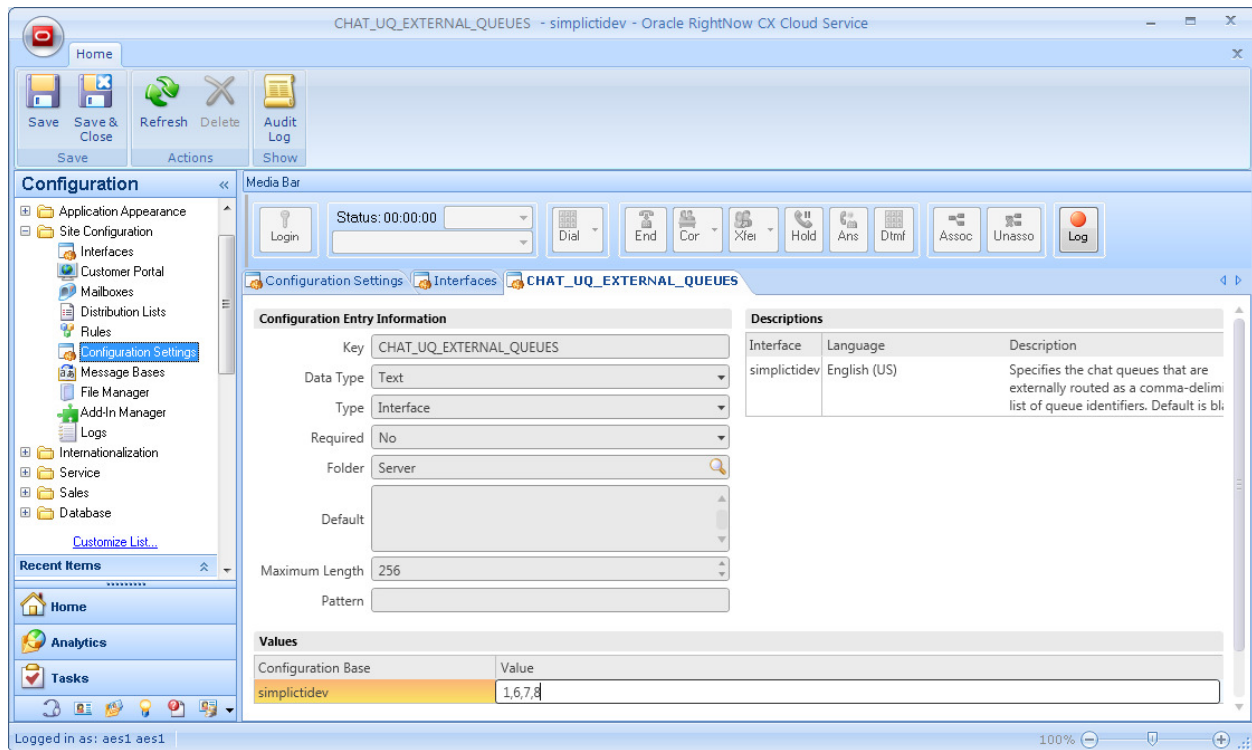 CHAT_UQ_EXTERNAL_QUEUES - simplictidev - Oracle RightNow CX Cloud Service
Home
Save
Save & Close
Refresh
Delete
Audit Log
Save
Actions
Show
Configuration
Media Bar
Application Appearance
Site Configuration
Interfaces
Customer Portal
Mailboxes
Distribution Lists
Rules
Configuration Settings
Message Bases
File Manager
Add-In Manager
Logs
Internationalization
Service
Sales
Database
Customize List...
Recent Items
Home
Analytics
Tasks
Login
Status: 00:00:00
Dial
End
Cor
Xfer
Hold
Ans
Dtmf
Assoc
Unasso
Log
Configuration Settings
Interfaces
CHAT_UQ_EXTERNAL_QUEUES
Configuration Entry Information
Key CHAT_UQ_EXTERNAL_QUEUES
Data Type Text
Type Interface
Required No
Folder Server
Default
Maximum Length 256
Pattern
Descriptions
Interface Language Description
simplictidev English (US) Specifies the chat queues that are
externally routed as a comma-delimi
list of queue identifiers. Default is bla
Values
Configuration Base Value
simplictidev 1,6,7,8
Logged in as: aes1 aes1
100%